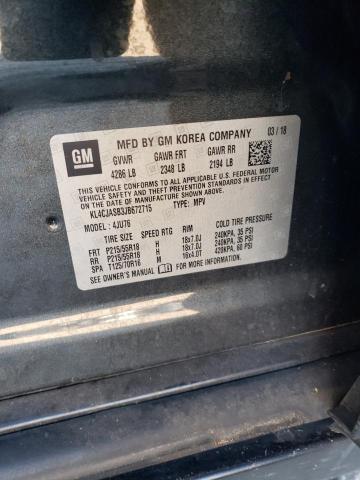 GM
MFD BY GM KOREA COMPANY 03/18
GVWR GAWR FRT GAWR RR
4286 LB 2348 LB 2194 LB
THIS VEHICLE CONFORMS TO ALL APPLICABLE U.S. FEDERAL MOTOR
VEHICLE SAFETY STANDARDS IN EFFECT ON THE DATE OF
MANUFACTURE SHOWN ABOVE.
KL4CJASB3JB672715 TYPE: MPV
MODEL: 4JU76
TIRE SIZE SPEED RTG RIM COLD TIRE PRESSURE
FRT P215/55R18 H 18x7.0J 240KPA, 35 PSI
RR P215/55R18 H 18x7.0J 240KPA, 35 PSI
SPA T125/70R16 M 16x4.0T 420KPA, 60 PSI
SEE OWNER'S MANUAL FOR ADDITIONAL INFORMATION.